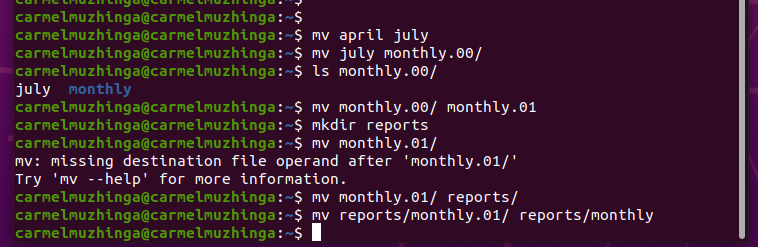 carmelmuzhinga@carmelmuzhinga:~$
carmelmuzhinga@carmelmuzhinga:~$
carmelmuzhinga@carmelmuzhinga:~$ mv april july
carmelmuzhinga@carmelmuzhinga:~$ mv july monthly.00/
carmelmuzhinga@carmelmuzhinga:~$ ls monthly.00/
july  monthly
carmelmuzhinga@carmelmuzhinga:~$ mv monthly.00/ monthly.01
carmelmuzhinga@carmelmuzhinga:~$ mkdir reports
carmelmuzhinga@carmelmuzhinga:~$ mv monthly.01/
mv: missing destination file operand after 'monthly.01/'
Try 'mv --help' for more information.
carmelmuzhinga@carmelmuzhinga:~$ mv monthly.01/ reports/
carmelmuzhinga@carmelmuzhinga:~$ mv reports/monthly.01/ reports/monthly
carmelmuzhinga@carmelmuzhinga:~$